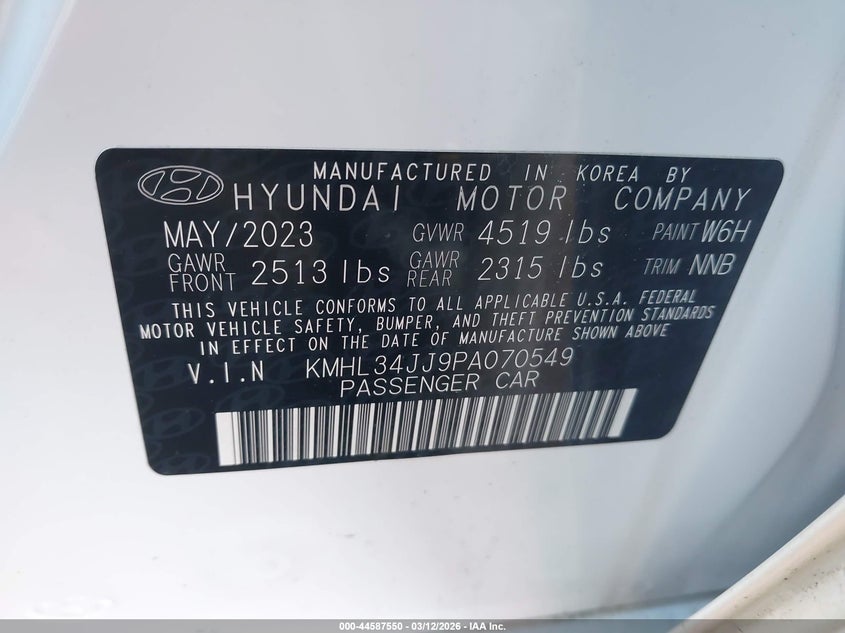 MANUFACTURED IN KOREA BY
HYUNDAI MOTOR COMPANY
MAY/2023 GVWR 4519 lbs PAINT W6H
GAWR FRONT 2513 lbs GAWR REAR 2315 lbs TRIM NNB
THIS VEHICLE CONFORMS TO ALL APPLICABLE U.S.A. FEDERAL
MOTOR VEHICLE SAFETY, BUMPER, AND THEFT PREVENTION STANDARDS
IN EFFECT ON THE DATE OF MANUFACTURE SHOWN ABOVE
V.I.N KMHL34JJ9PA070549
PASSENGER CAR
000-44587550 - 03/12/2026 - IAA Inc.